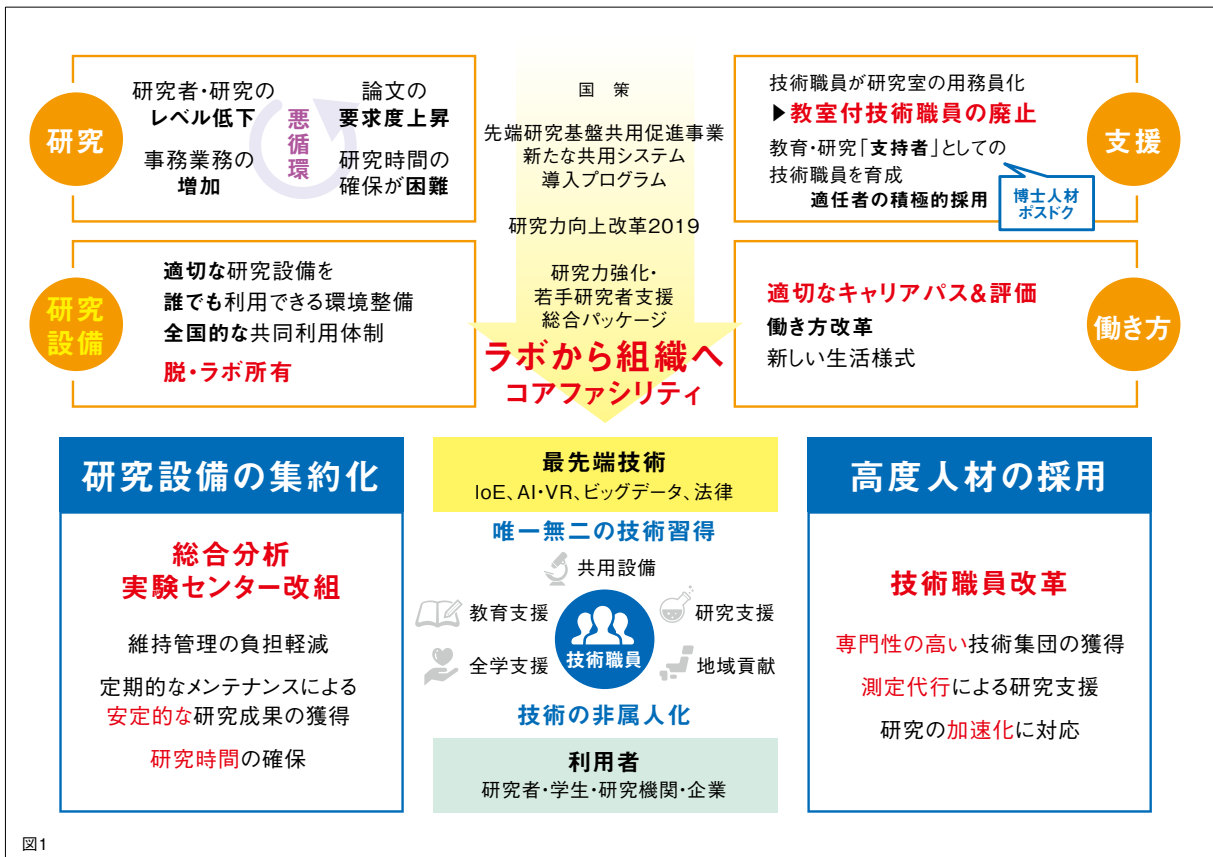 研究
研究者・研究の
レベル低下
事務業務の
増加
悪循環
論文の
要求度上昇
研究時間の
確保が困難
国 策
先端研究基盤共用促進事業
新たな共用システム
導入プログラム
研究力向上改革2019
研究力強化・
若手研究者支援
総合パッケージ
ラボから組織へ
コアファシリティ
技術職員が研究室の用務員化
▶教室付技術職員の廃止
教育・研究「支持者」としての
技術職員を育成
適任者の積極的採用
博士人材
ポスドク
支援
研究
設備
適切な研究設備を
誰でも利用できる環境整備
全国的な共同利用体制
脱・ラボ所有
適切なキャリアパス&評価
働き方改革
新しい生活様式
働き方
研究設備の集約化
総合分析
実験センター改組
維持管理の負担軽減
定期的なメンテナンスによる
安定的な研究成果の獲得
研究時間の確保
最先端技術
IoE、AI・VR、ビッグデータ、法律
唯一無二の技術習得
共用設備
教育支援
研究支援
技術職員
全学支援
地域貢献
技術の非属人化
利用者
研究者・学生・研究機関・企業
高度人材の採用
技術職員改革
専門性の高い技術集団の獲得
測定代行による研究支援
研究の加速化に対応
図1